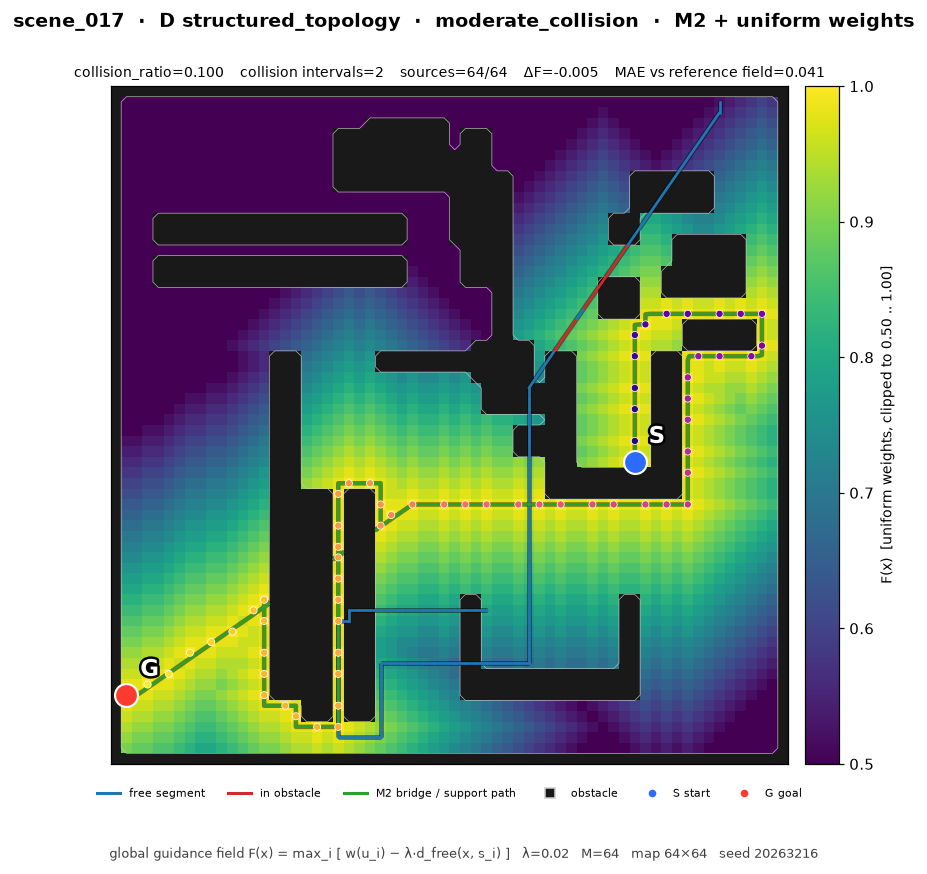 scene_017 · D structured_topology · moderate_collision · M2 + uniform weights
collision_ratio=0.100 collision intervals=2 sources=64/64 ΔF=-0.005 MAE vs reference field=0.041
1.0
0.9
0.8
0.7
0.6
0.5
F(x) [uniform weights, clipped to 0.50 .. 1.00]
S
G
free segment in obstacle M2 bridge / support path obstacle S start G goal
global guidance field F(x) = max_i [ w(u_i) − λ·d_free(x, s_i) ] λ=0.02 M=64 map 64×64 seed 20263216